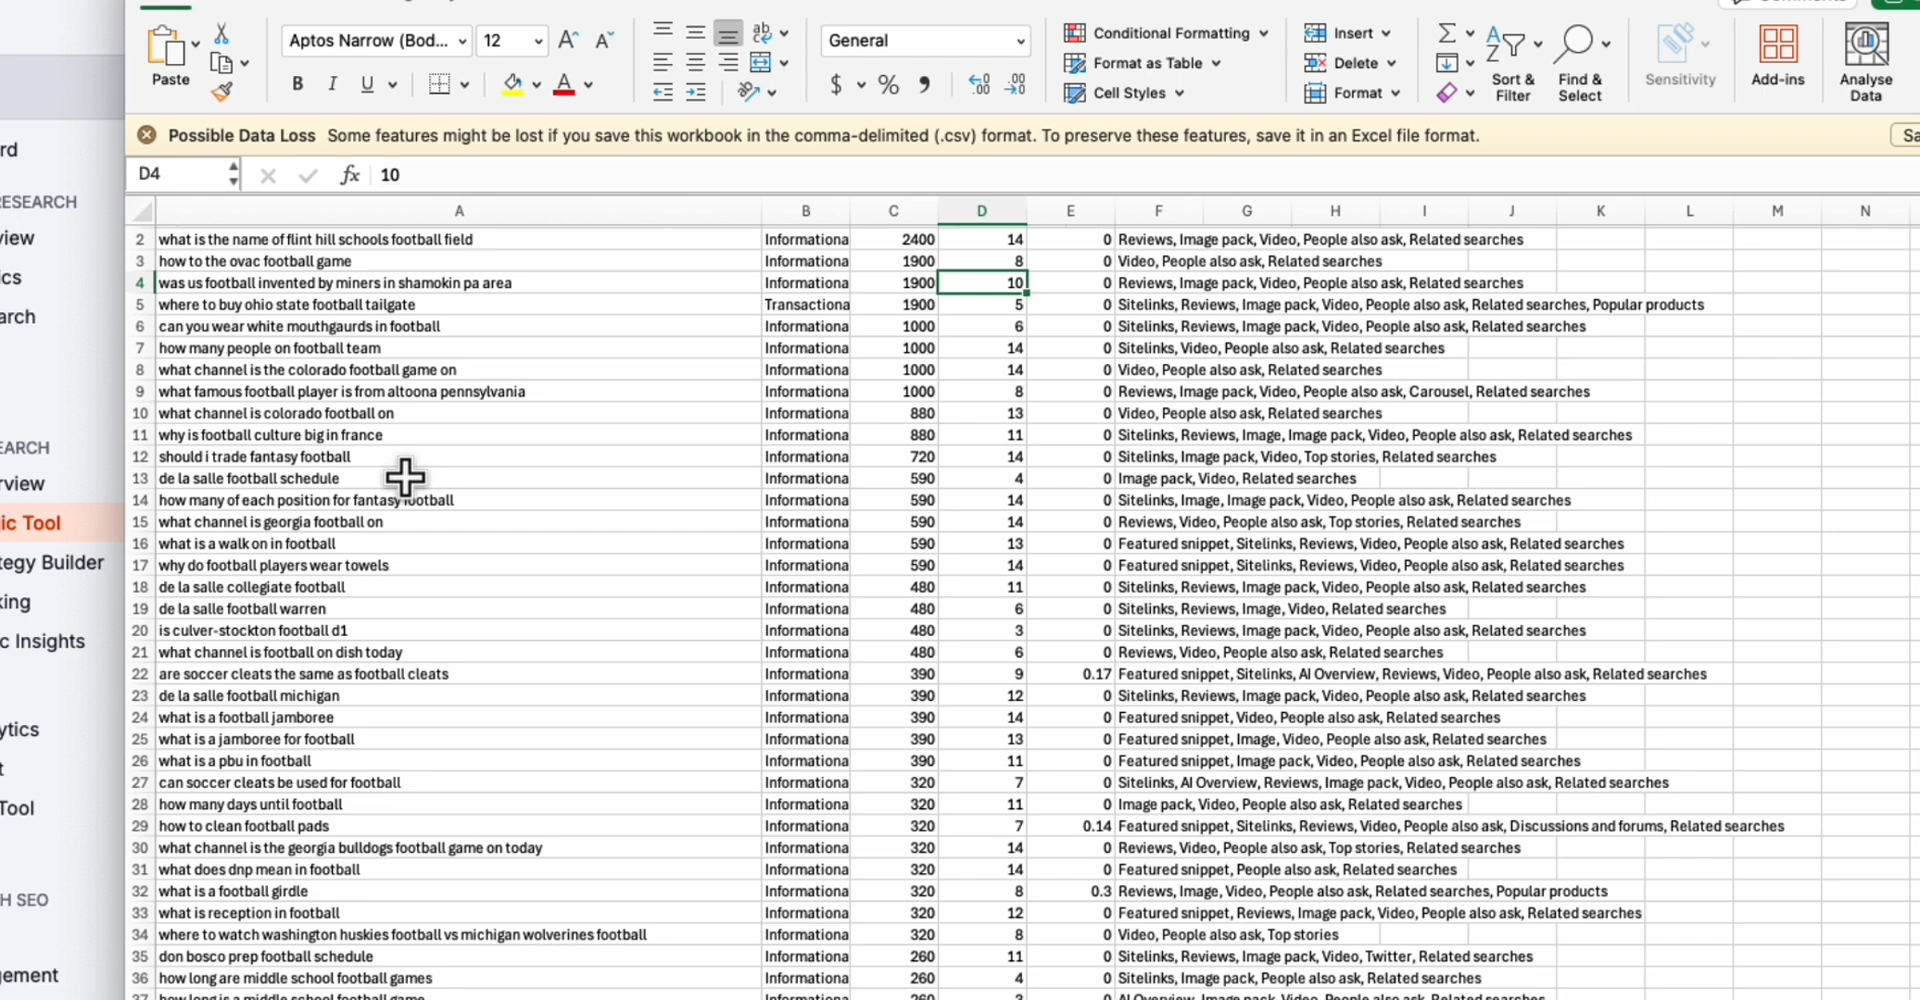 Comments
Aptos Narrow (Bod...
12
General
Conditional Formatting
Insert
Paste
B I U
Format as Table
Delete
Sort & Filter
Find & Select
Sensitivity
Add-ins
Analyse Data
Cell Styles
Format
Possible Data Loss Some features might be lost if you save this workbook in the comma-delimited (.csv) format. To preserve these features, save it in an Excel file format.
Sa
D4 fx 10
A B C D E F G H I J K L M N
2 what is the name of flint hill schools football field Informationa 2400 14 0 Reviews, Image pack, Video, People also ask, Related searches
3 how to the ovac football game Informationa 1900 8 0 Video, People also ask, Related searches
4 was us football invented by miners in shamokin pa area Informationa 1900 10 0 Reviews, Image pack, Video, People also ask, Related searches
5 where to buy ohio state football tailgate Transactiona 1900 5 0 Sitelinks, Reviews, Image pack, Video, People also ask, Related searches, Popular products
6 can you wear white mouthgaurds in football Informationa 1000 6 0 Sitelinks, Reviews, Image pack, Video, People also ask, Related searches
7 how many people on football team Informationa 1000 14 0 Sitelinks, Video, People also ask, Related searches
8 what channel is the colorado football game on Informationa 1000 14 0 Video, People also ask, Related searches
9 what famous football player is from altoona pennsylvania Informationa 1000 8 0 Reviews, Image pack, Video, People also ask, Carousel, Related searches
10 what channel is colorado football on Informationa 880 13 0 Video, People also ask, Related searches
11 why is football culture big in france Informationa 880 11 0 Sitelinks, Reviews, Image, Image pack, Video, People also ask, Related searches
12 should i trade fantasy football Informationa 720 14 0 Sitelinks, Image pack, Video, Top stories, Related searches
13 de la salle football schedule Informationa 590 4 0 Image pack, Video, Related searches
14 how many of each position for fantasy football Informationa 590 14 0 Sitelinks, Image, Image pack, Video, People also ask, Related searches
15 what channel is georgia football on Informationa 590 14 0 Reviews, Video, People also ask, Top stories, Related searches
16 what is a walk on in football Informationa 590 13 0 Featured snippet, Sitelinks, Reviews, Video, People also ask, Related searches
17 why do football players wear towels Informationa 590 14 0 Featured snippet, Sitelinks, Reviews, Video, People also ask, Related searches
18 de la salle collegiate football Informationa 480 11 0 Sitelinks, Reviews, Image pack, Video, People also ask, Related searches
19 de la salle football warren Informationa 480 6 0 Sitelinks, Reviews, Image, Video, Related searches
20 is culver-stockton football d1 Informationa 480 3 0 Sitelinks, Reviews, Image pack, Video, People also ask, Related searches
21 what channel is football on dish today Informationa 480 6 0 Reviews, Video, People also ask, Related searches
22 are soccer cleats the same as football cleats Informationa 390 9 0.17 Featured snippet, Sitelinks, AI Overview, Reviews, Video, People also ask, Related searches
23 de la salle football michigan Informationa 390 12 0 Sitelinks, Reviews, Image pack, Video, People also ask, Related searches
24 what is a football jamboree Informationa 390 14 0 Featured snippet, Video, People also ask, Related searches
25 what is a jamboree for football Informationa 390 13 0 Featured snippet, Image, Video, People also ask, Related searches
26 what is a pbu in football Informationa 390 11 0 Featured snippet, Image pack, Video, People also ask, Related searches
27 can soccer cleats be used for football Informationa 320 7 0 Sitelinks, AI Overview, Reviews, Image pack, Video, People also ask, Related searches
28 how many days until football Informationa 320 11 0 Image pack, Video, People also ask, Related searches
29 how to clean football pads Informationa 320 7 0.14 Featured snippet, Sitelinks, Reviews, Video, People also ask, Discussions and forums, Related searches
30 what channel is the georgia bulldogs football game on today Informationa 320 14 0 Reviews, Video, People also ask, Top stories, Related searches
31 what does dnp mean in football Informationa 320 14 0 Featured snippet, People also ask, Related searches
32 what is a football girdle Informationa 320 8 0.3 Reviews, Image, Video, People also ask, Related searches, Popular products
33 what is reception in football Informationa 320 12 0 Featured snippet, Reviews, Image pack, Video, People also ask, Related searches
34 where to watch washington huskies football vs michigan wolverines football Informationa 320 8 0 Video, People also ask, Top stories
35 don bosco prep football schedule Informationa 260 11 0 Sitelinks, Reviews, Image pack, Video, Twitter, Related searches
36 how long are middle school football games Informationa 260 4 0 Sitelinks, Image pack, People also ask, Related searches
37 how long is a middle school football game Informationa 260 3 0 AI Overview, Image pack, Video, People also ask, Related searches
rd
ESEARCH
view
ics
arch
EARCH
rview
ic Tool
tegy Builder
king
c Insights
ytics
t
Tool
H SEO
gement